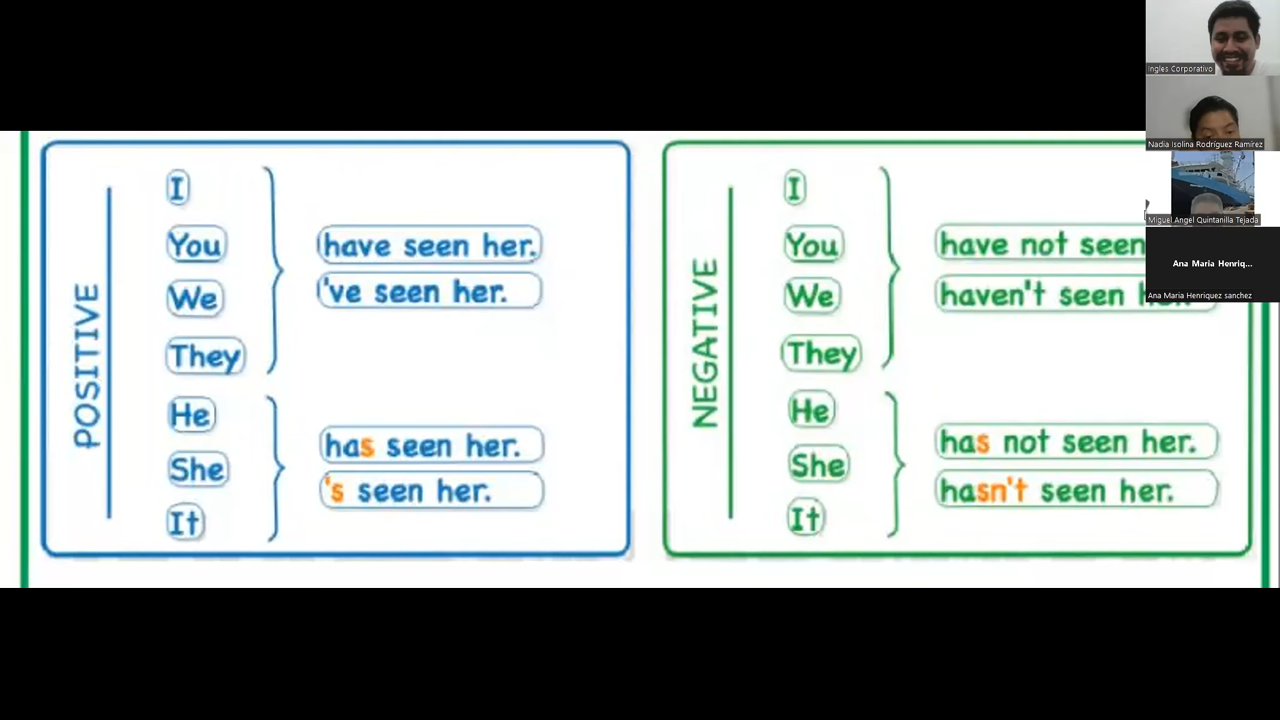 POSITIVE
I
You
We
They
He
She
It
have seen her.
've seen her.
has seen her.
's seen her.
NEGATIVE
I
You
We
They
He
She
It
have not seen
haven't seen
has not seen her.
hasn't seen her.
Ingles Corporativo
Nadia Isolina Rodríguez Ramírez
Miguel Angel Quintanilla Tejada
Ana Maria Henriq...
Ana Maria Henriquez sanchez